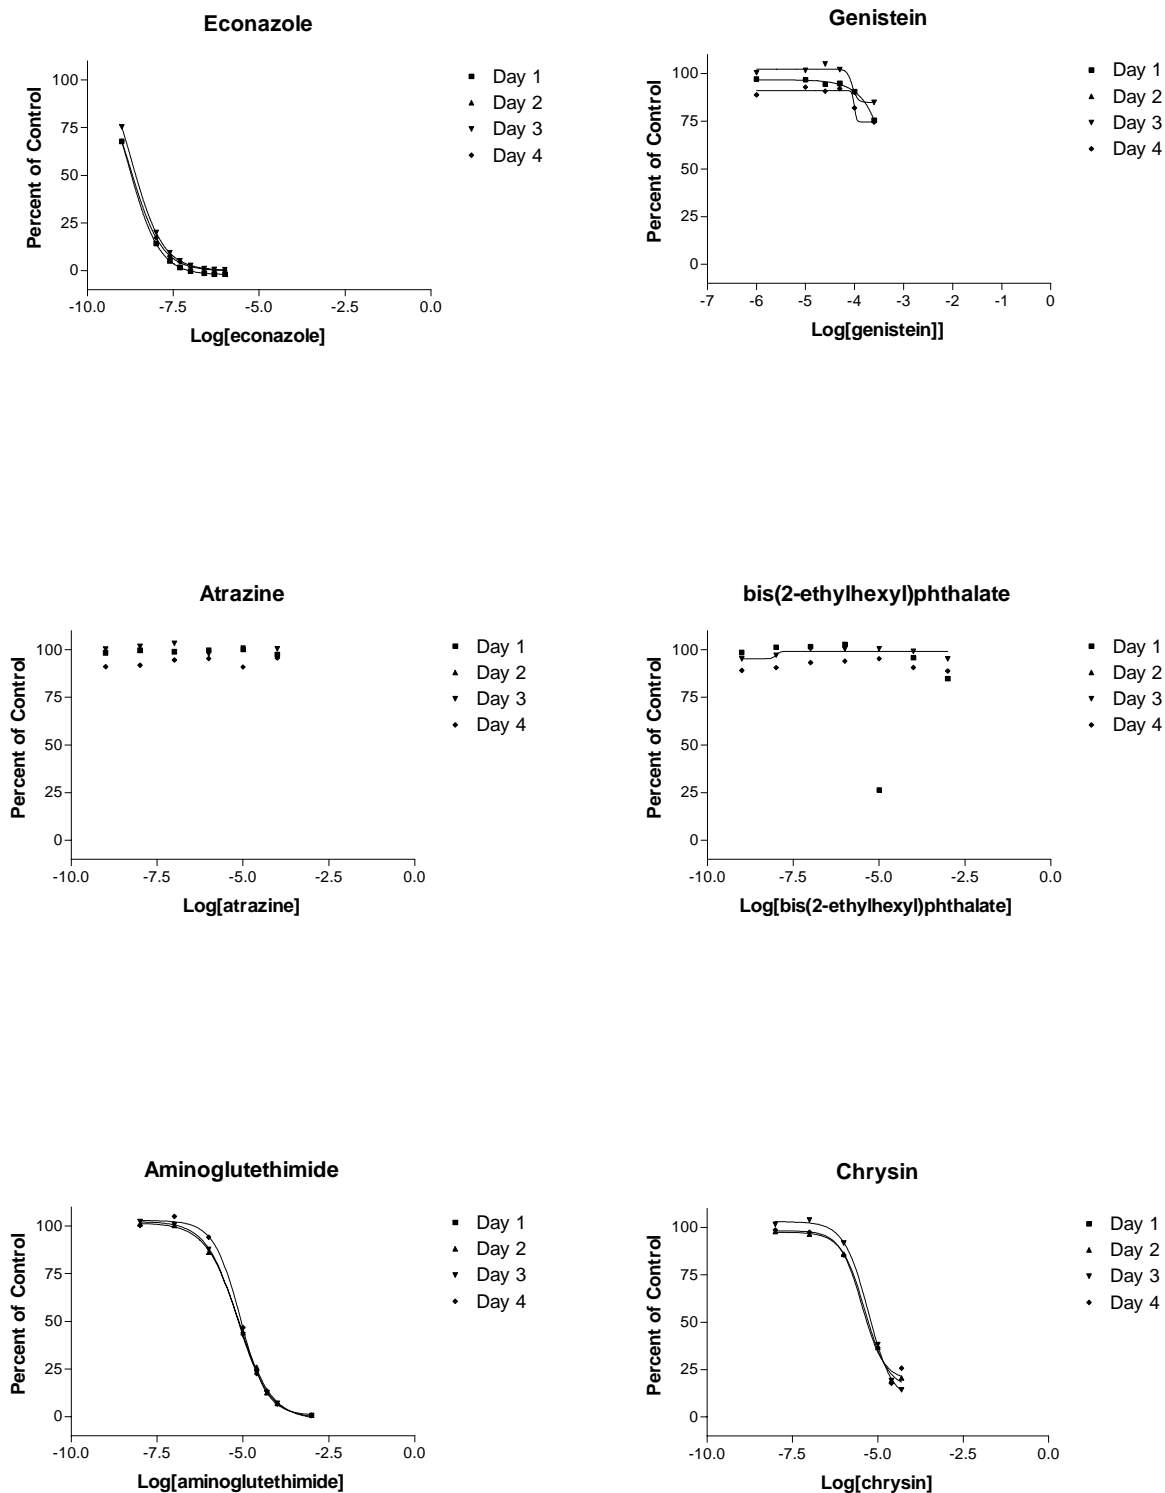 Econazole
Percent of Control
100
75
50
25
0
-10.0 -7.5 -5.0 -2.5 0.0
Log[econazole]
Day 1
Day 2
Day 3
Day 4
Genistein
Percent of Control
100
75
50
25
0
-7 -6 -5 -4 -3 -2 -1 0
Log[genistein]]
Day 1
Day 2
Day 3
Day 4
Atrazine
Percent of Control
100
75
50
25
0
-10.0 -7.5 -5.0 -2.5 0.0
Log[atrazine]
Day 1
Day 2
Day 3
Day 4
bis(2-ethylhexyl)phthalate
Percent of Control
100
75
50
25
0
-10.0 -7.5 -5.0 -2.5 0.0
Log[bis(2-ethylhexyl)phthalate]
Day 1
Day 2
Day 3
Day 4
Aminoglutethimide
Percent of Control
100
75
50
25
0
-10.0 -7.5 -5.0 -2.5 0.0
Log[aminoglutethimide]
Day 1
Day 2
Day 3
Day 4
Chrysin
Percent of Control
100
75
50
25
0
-10.0 -7.5 -5.0 -2.5 0.0
Log[chrysin]
Day 1
Day 2
Day 3
Day 4